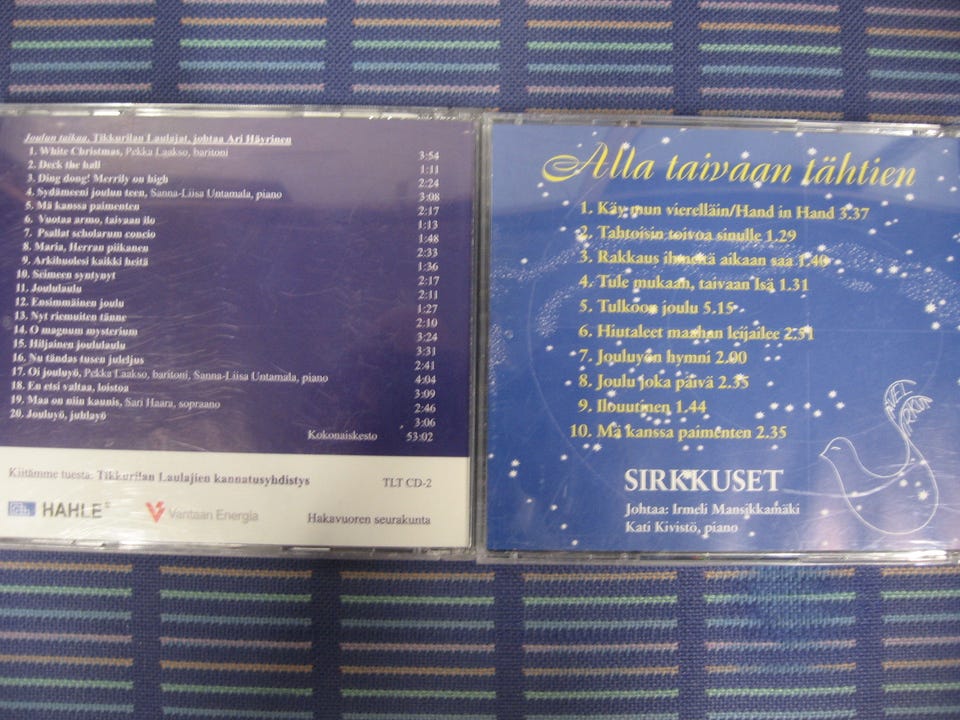 Joulun taikaa, Tikkurilan Laulajat, johtaa Ari Häyrinen
1. White Christmas, Pekka Laakso, baritoni 3:54
2. Deck the hall 1:11
3. Ding dong! Merrily on high 2:24
4. Sydämeeni joulun teen, Sanna-Liisa Untamala, piano 3:08
5. Mä kanssa paimenten 2:17
6. Vuotaa armo, taivaan ilo 1:13
7. Psallat scholarum concio 1:48
8. Maria, Herran piikanen 2:33
9. Arkihuolesi kaikki heitä 1:36
10. Seimeen syntynyt 2:17
11. Joululaulu 2:11
12. Ensimmäinen joulu 1:27
13. Nyt riemuiten tänne 2:10
14. O magnum mysterium 3:24
15. Hiljainen joululaulu 3:31
16. Nu tändas tusen juleljus 2:41
17. Oi jouluyö, Pekka Laakso, baritoni, Sanna-Liisa Untamala, piano 4:04
18. En etsi valtaa, loistoa 3:09
19. Maa on niin kaunis, Sari Haara, sopraano 2:46
20. Jouluyö, juhlayö 3:06
Kokonaiskesto 53:02
Kiitämme tuesta: Tikkurilan Laulajien kannatusyhdistys TLT CD-2
HAHLE Vantaan Energia Hakavuoren seurakunta
Alla taivaan tähtien
1. Käy mun vierelläin/Hand in Hand 3.37
2. Tahtoisin toivoa sinulle 1.29
3. Rakkaus ihmeitä aikaan saa 1.40
4. Tule mukaan, taivaan Isä 1.31
5. Tulkoon joulu 5.15
6. Hiutaleet maahan leijailee 2.51
7. Jouluyön hymni 2.00
8. Joulu joka päivä 2.35
9. Ilouutinen 1.44
10. Mä kanssa paimenten 2.35
SIRKKUSET
Johtaa: Irmeli Mansikkamäki
Kati Kivistö, piano